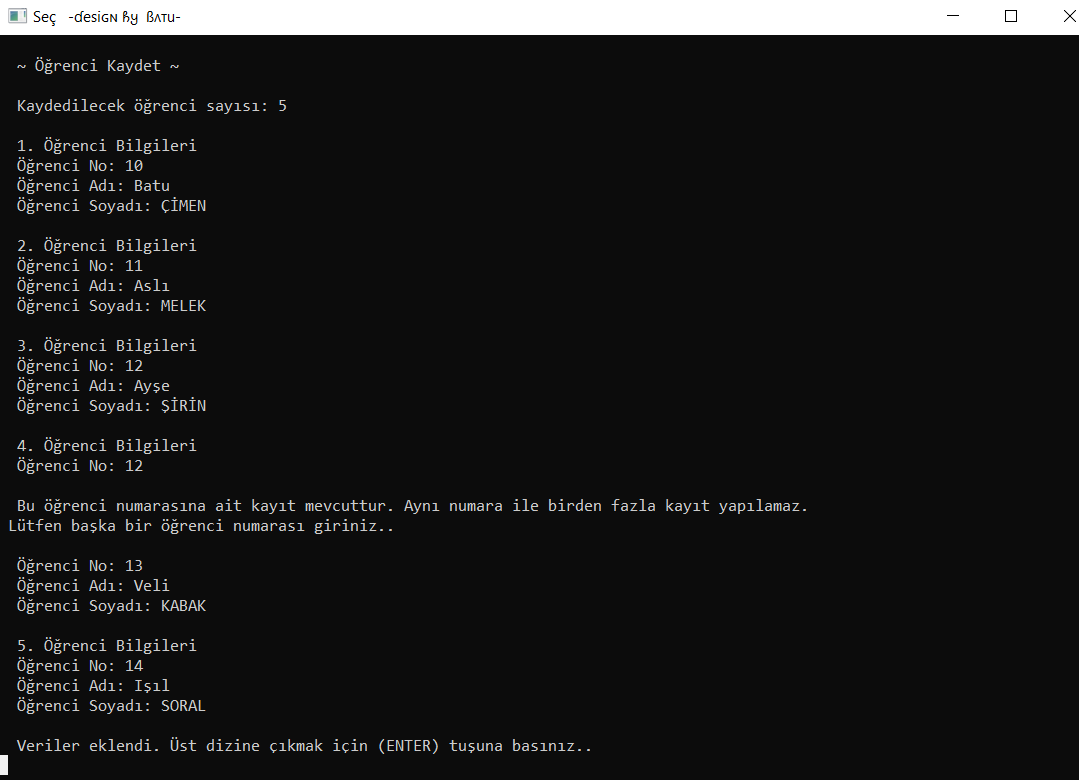 Seç -ɗesiɢɴ ɦy ßʌτu-
~ Öğrenci Kaydet ~
Kaydedilecek öğrenci sayısı: 5
1. Öğrenci Bilgileri
Öğrenci No: 10
Öğrenci Adı: Batu
Öğrenci Soyadı: ÇİMEN
2. Öğrenci Bilgileri
Öğrenci No: 11
Öğrenci Adı: Aslı
Öğrenci Soyadı: MELEK
3. Öğrenci Bilgileri
Öğrenci No: 12
Öğrenci Adı: Ayşe
Öğrenci Soyadı: ŞİRİN
4. Öğrenci Bilgileri
Öğrenci No: 12
Bu öğrenci numarasına ait kayıt mevcuttur. Aynı numara ile birden fazla kayıt yapılamaz.
Lütfen başka bir öğrenci numarası giriniz..
Öğrenci No: 13
Öğrenci Adı: Veli
Öğrenci Soyadı: KABAK
5. Öğrenci Bilgileri
Öğrenci No: 14
Öğrenci Adı: Işıl
Öğrenci Soyadı: SORAL
Veriler eklendi. Üst dizine çıkmak için (ENTER) tuşuna basınız..